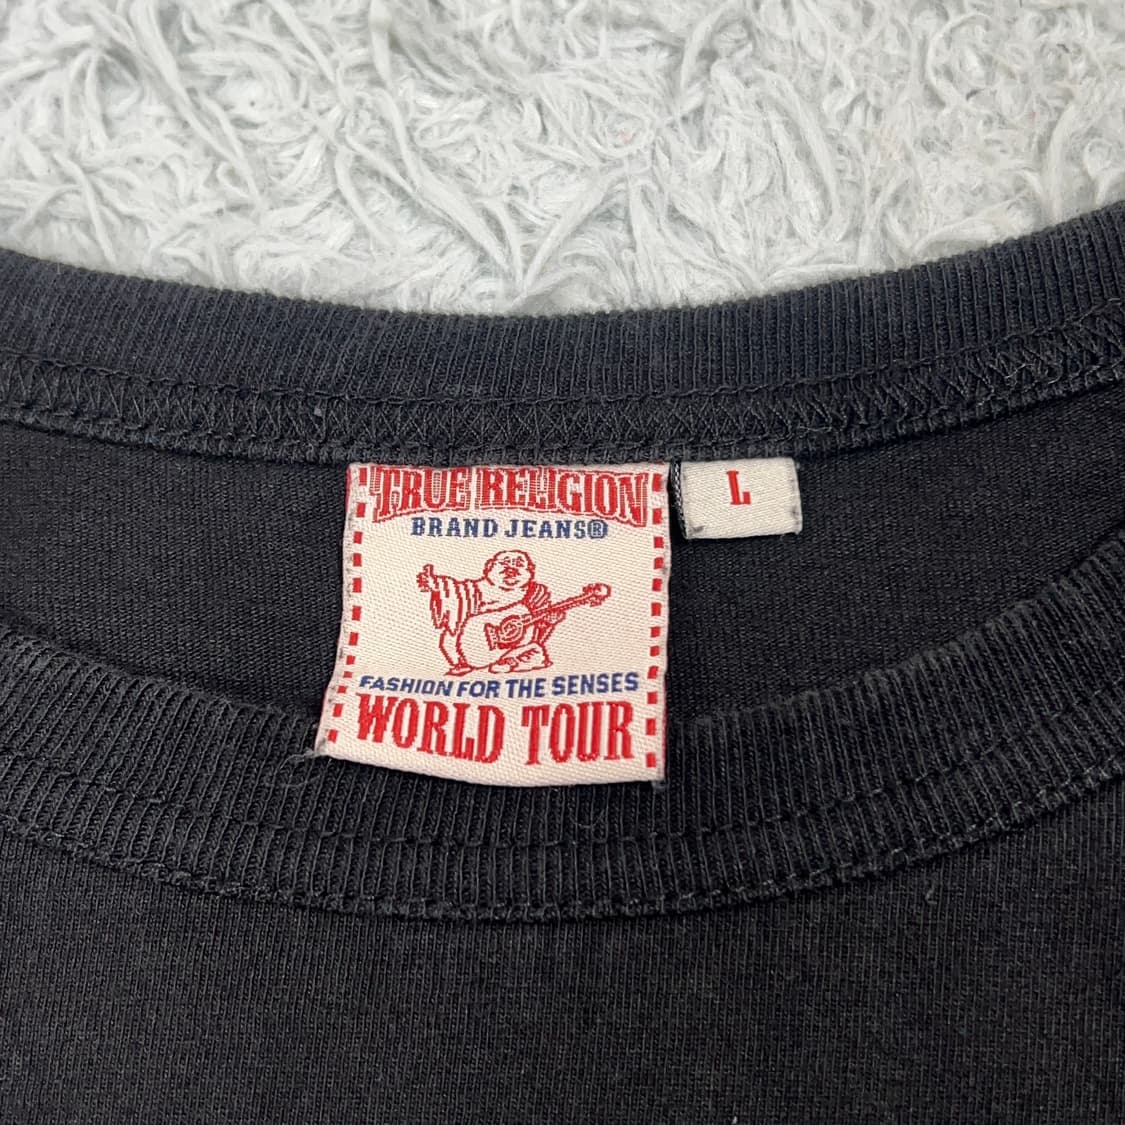 TRUE RELIGION
BRAND JEANS®
FASHION FOR THE SENSES
WORLD TOUR
L